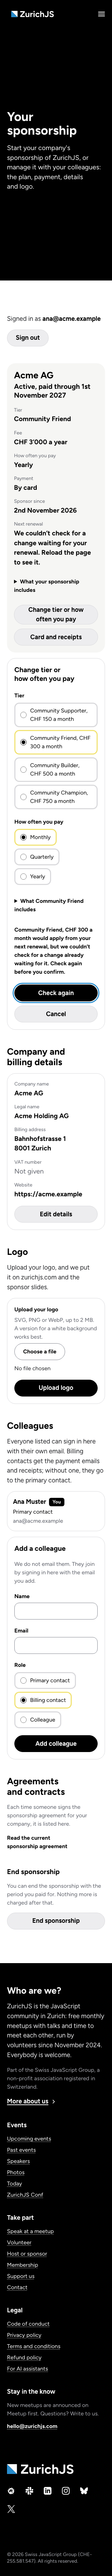 ZurichJS
Your
sponsorship
Start your company's
sponsorship of ZurichJS, or
manage it with your colleagues:
the plan, payment, details
and logo.
Signed in as ana@acme.example
Sign out
Acme AG
Active, paid through 1st
November 2027
Tier
Community Friend
Fee
CHF 3'000 a year
How often you pay
Yearly
Payment
By card
Sponsor since
2nd November 2026
Next renewal
We couldn't check for a
change waiting for your
renewal. Reload the page
to see it.
What your sponsorship
includes
Change tier or how
often you pay
Card and receipts
Change tier or
how often you pay
Tier
Community Supporter,
CHF 150 a month
Community Friend, CHF
300 a month
Community Builder,
CHF 500 a month
Community Champion,
CHF 750 a month
How often you pay
Monthly
Quarterly
Yearly
What Community Friend
includes
Community Friend, CHF 300 a
month would apply from your
next renewal, but we couldn't
check for a change already
waiting for it. Check again
before you confirm.
Check again
Cancel
Company and
billing details
Company name
Acme AG
Legal name
Acme Holding AG
Billing address
Bahnhofstrasse 1
8001 Zurich
VAT number
Not given
Website
https://acme.example
Edit details
Logo
Upload your logo, and we put
it on zurichjs.com and the
sponsor slides.
Upload your logo
SVG, PNG or WebP, up to 2 MB.
A version for a white background
works best.
Choose a file
No file chosen
Upload logo
Colleagues
Everyone listed can sign in here
with their own email. Billing
contacts get the payment emails
and receipts; without one, they go
to the primary contact.
Ana Muster You
Primary contact
ana@acme.example
Add a colleague
We do not email them. They join
by signing in here with the email
you add.
Name
Email
Role
Primary contact
Billing contact
Colleague
Add colleague
Agreements
and contracts
Each time someone signs the
sponsorship agreement for your
company, it is listed here.
Read the current
sponsorship agreement
End sponsorship
You can end the sponsorship within the
period you paid for. Nothing more is
charged after that.
End sponsorship
Who are we?
ZurichJS is the JavaScript
community in Zurich: free monthly
meetups with talks and time to
meet each other, run by
volunteers since November 2024.
Everybody is welcome.
Part of the Swiss JavaScript Group, a
non-profit association registered in
Switzerland.
More about us
Events
Upcoming events
Past events
Speakers
Photos
Today
ZurichJS Conf
Take part
Speak at a meetup
Volunteer
Host or sponsor
Membership
Support us
Contact
Legal
Code of conduct
Privacy policy
Terms and conditions
Refund policy
For AI assistants
Stay in the know
New meetups are announced on
Meetup first. Questions? Write to us.
hello@zurichjs.com
ZurichJS
© 2026 Swiss JavaScript Group (CHE-
255.581.547). All rights reserved.